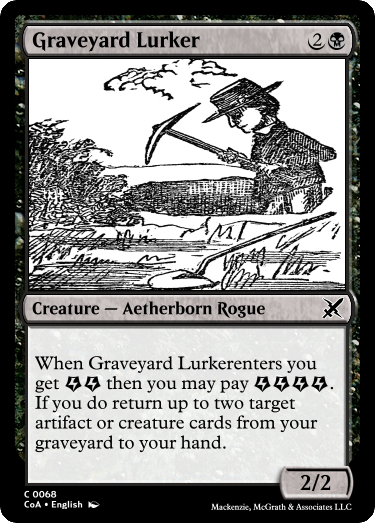 Graveyard Lurker 2
Creature — Aetherborn Rogue
When Graveyard Lurkerenters you
get then you may pay .
If you do return up to two target
artifact or creature cards from your
graveyard to your hand.
2/2
C 0068
CoA • English
Mackenzie, McGrath & Associates LLC